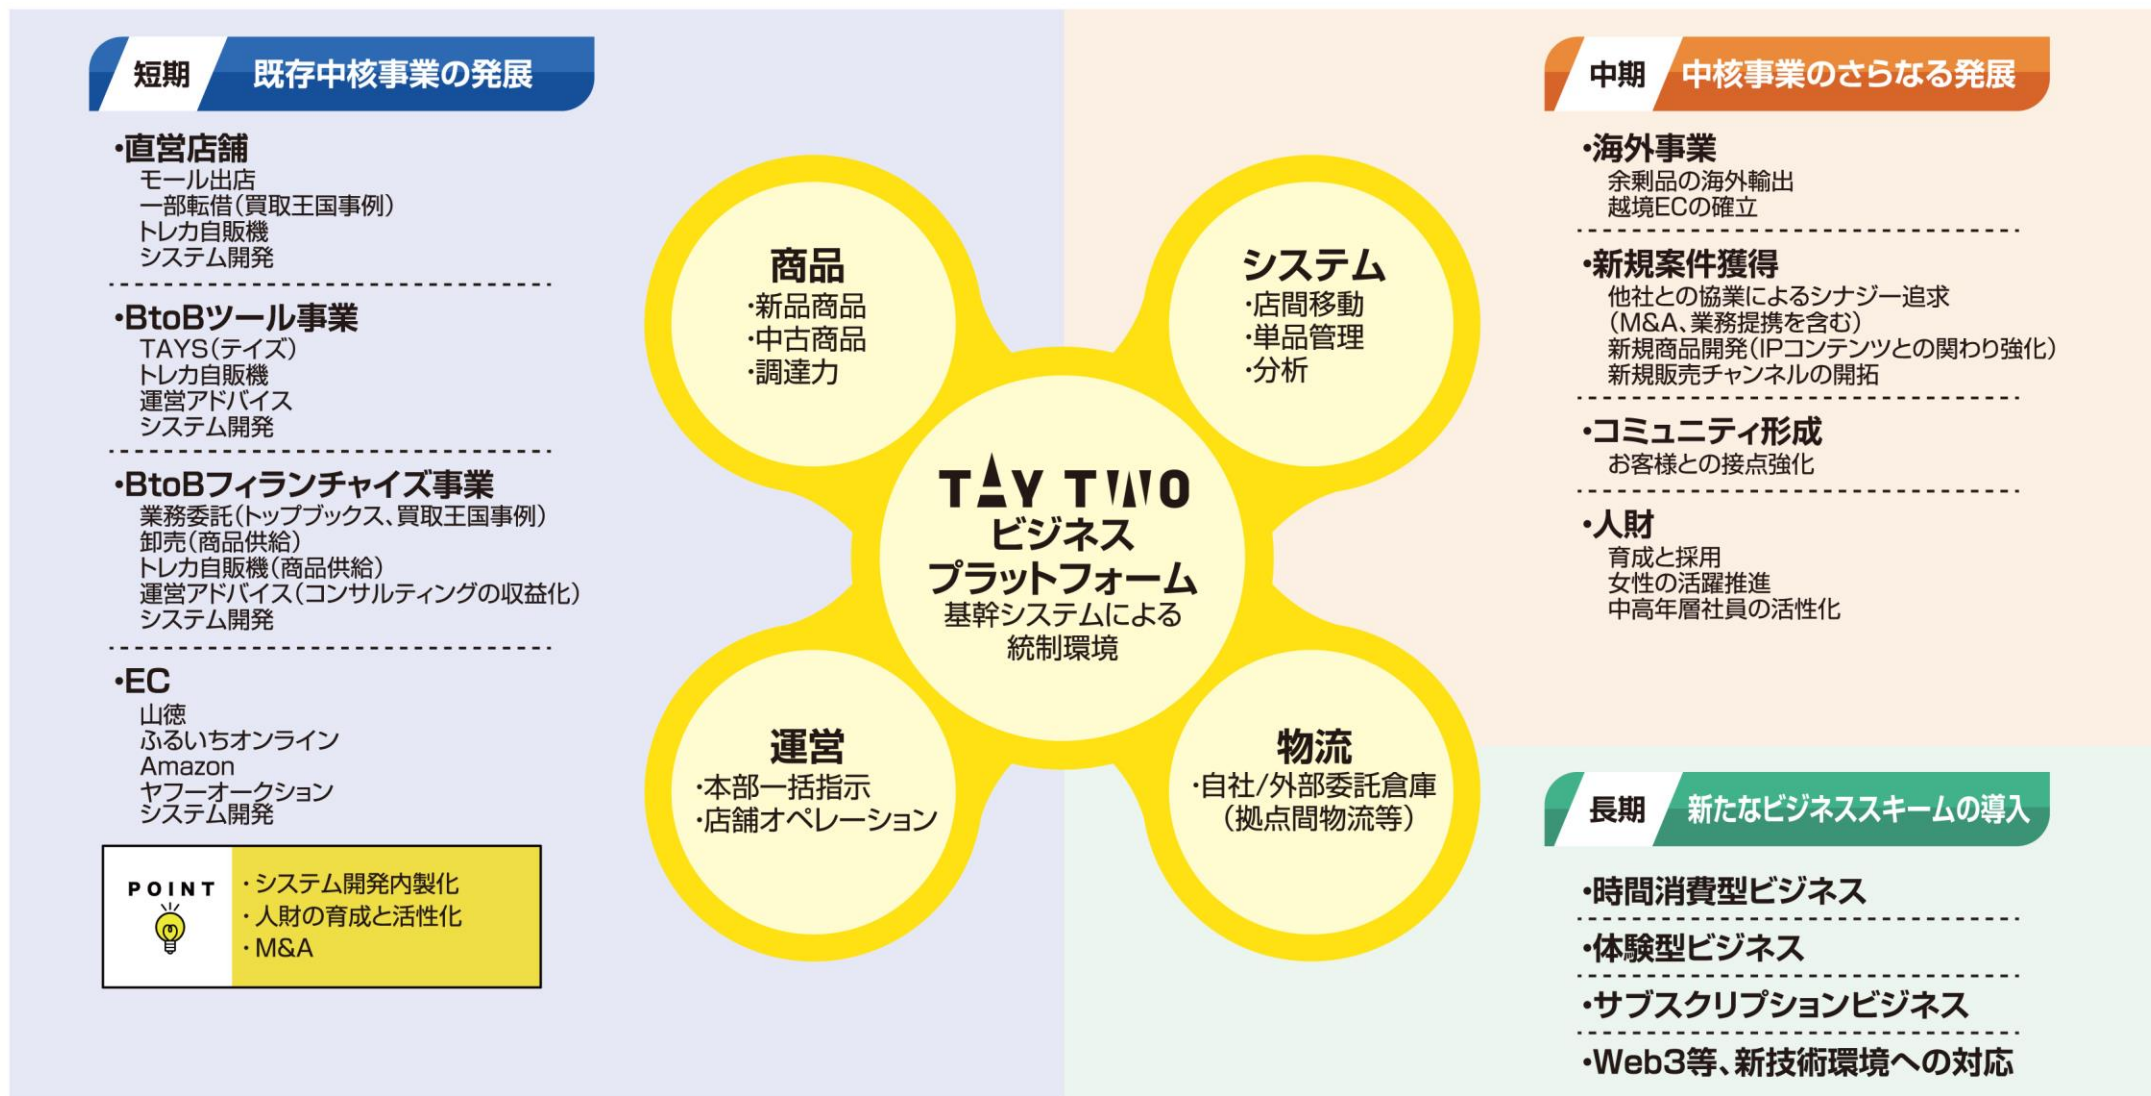 短期 既存中核事業の発展
・直営店舗
モール出店
一部転借(買取王国事例)
トレカ自販機
システム開発
・BtoBツール事業
TAYS(テイズ)
トレカ自販機
運営アドバイス
システム開発
・BtoBフィランチャイズ事業
業務委託(トップブックス、買取王国事例)
卸売(商品供給)
トレカ自販機(商品供給)
運営アドバイス(コンサルティングの収益化)
システム開発
・EC
山徳
ふるいちオンライン
Amazon
ヤフーオークション
システム開発
POINT
・システム開発内製化
・人財の育成と活性化
・M&A
商品
・新品商品
・中古商品
・調達力
システム
・店間移動
・単品管理
・分析
TAY TWO
ビジネス
プラットフォーム
基幹システムによる
統制環境
運営
・本部一括指示
・店舗オペレーション
物流
・自社/外部委託倉庫
(拠点間物流等)
中期 中核事業のさらなる発展
・海外事業
余剰品の海外輸出
越境ECの確立
・新規案件獲得
他社との協業によるシナジー追求
(M&A、業務提携を含む)
新規商品開発(IPコンテンツとの関わり強化)
新規販売チャンネルの開拓
・コミュニティ形成
お客様との接点強化
・人財
育成と採用
女性の活躍推進
中高年層社員の活性化
長期 新たなビジネススキームの導入
・時間消費型ビジネス
・体験型ビジネス
・サブスクリプションビジネス
・Web3等、新技術環境への対応